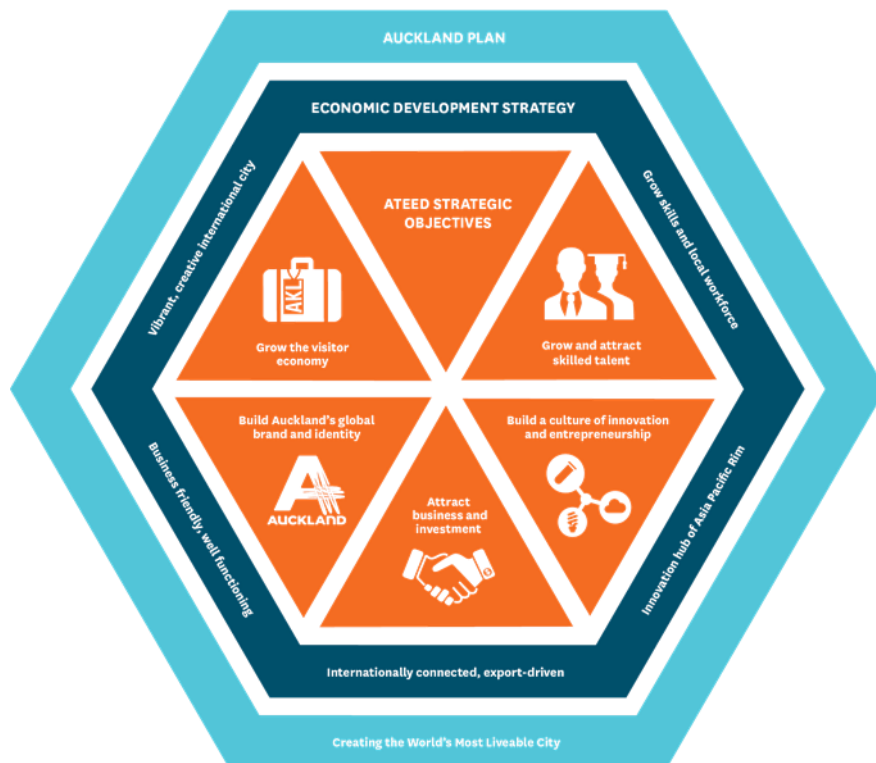 AUCKLAND PLAN
ECONOMIC DEVELOPMENT STRATEGY
Vibrant, creative international city
Grow skills and local workforce
ATEED STRATEGIC
OBJECTIVES
AKL
Grow the visitor
economy
Grow and attract
skilled talent
Build Auckland's global
brand and identity
AUCKLAND
Attract
business and
investment
Build a culture of innovation
and entrepreneurship
Business friendly, well functioning
Innovation hub of Asia Pacific Rim
Internationally connected, export-driven
Creating the World's Most Liveable City